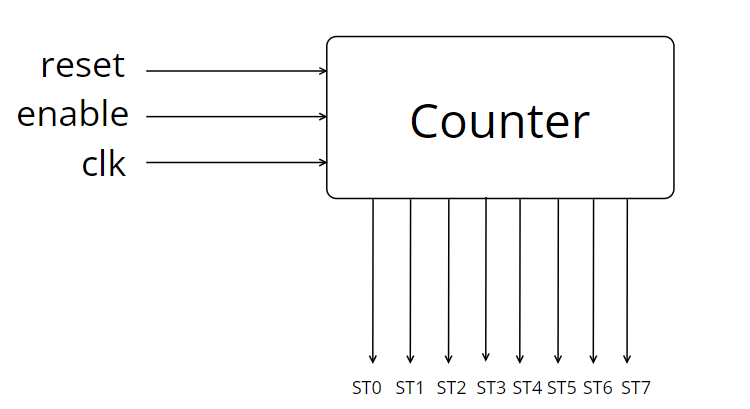 reset
enable
clk
Counter
ST0 ST1 ST2 ST3 ST4 ST5 ST6 ST7